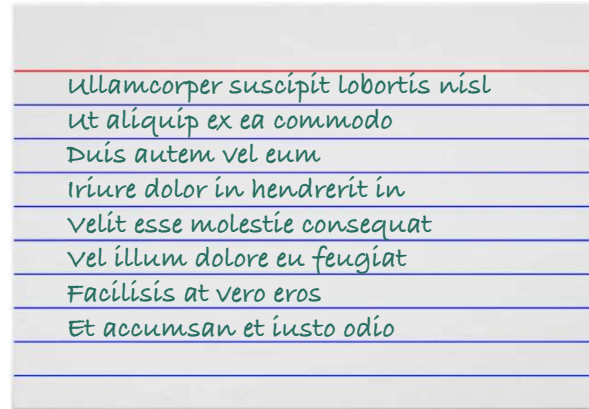 Ullamcorper suscipit lobortis nisl
Ut aliquip ex ea commodo
Duis autem vel eum
Iriure dolor in hendrerit in
Velit esse molestie consequat
Vel illum dolore eu feugiat
Facilisis at vero eros
Et accumsan et iusto odio